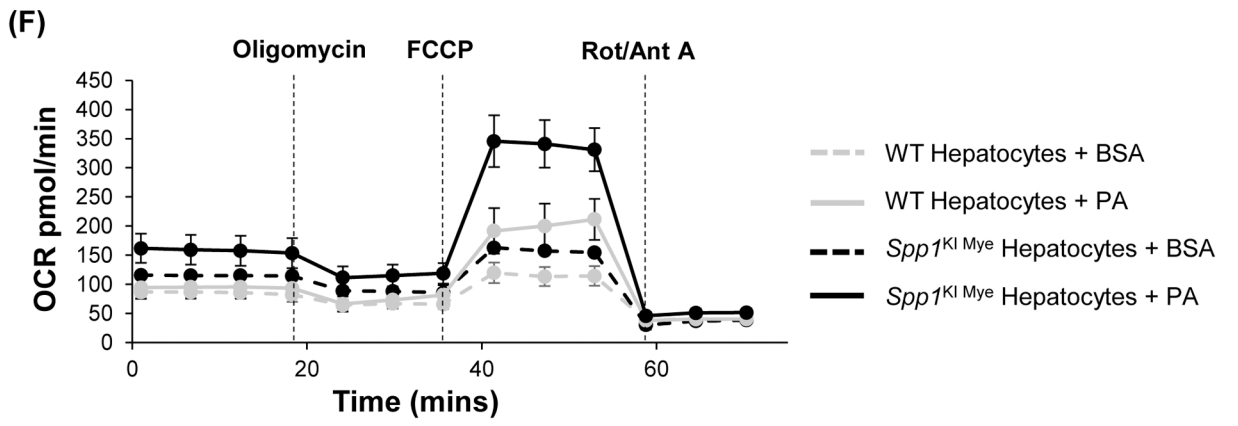 (F)
Oligomycin FCCP Rot/Ant A
450
400
350
300
250
200
150
100
50
0
OCR pmol/min
0 20 40 60
Time (mins)
WT Hepatocytes + BSA
WT Hepatocytes + PA
Spp1KI Mye Hepatocytes + BSA
Spp1KI Mye Hepatocytes + PA